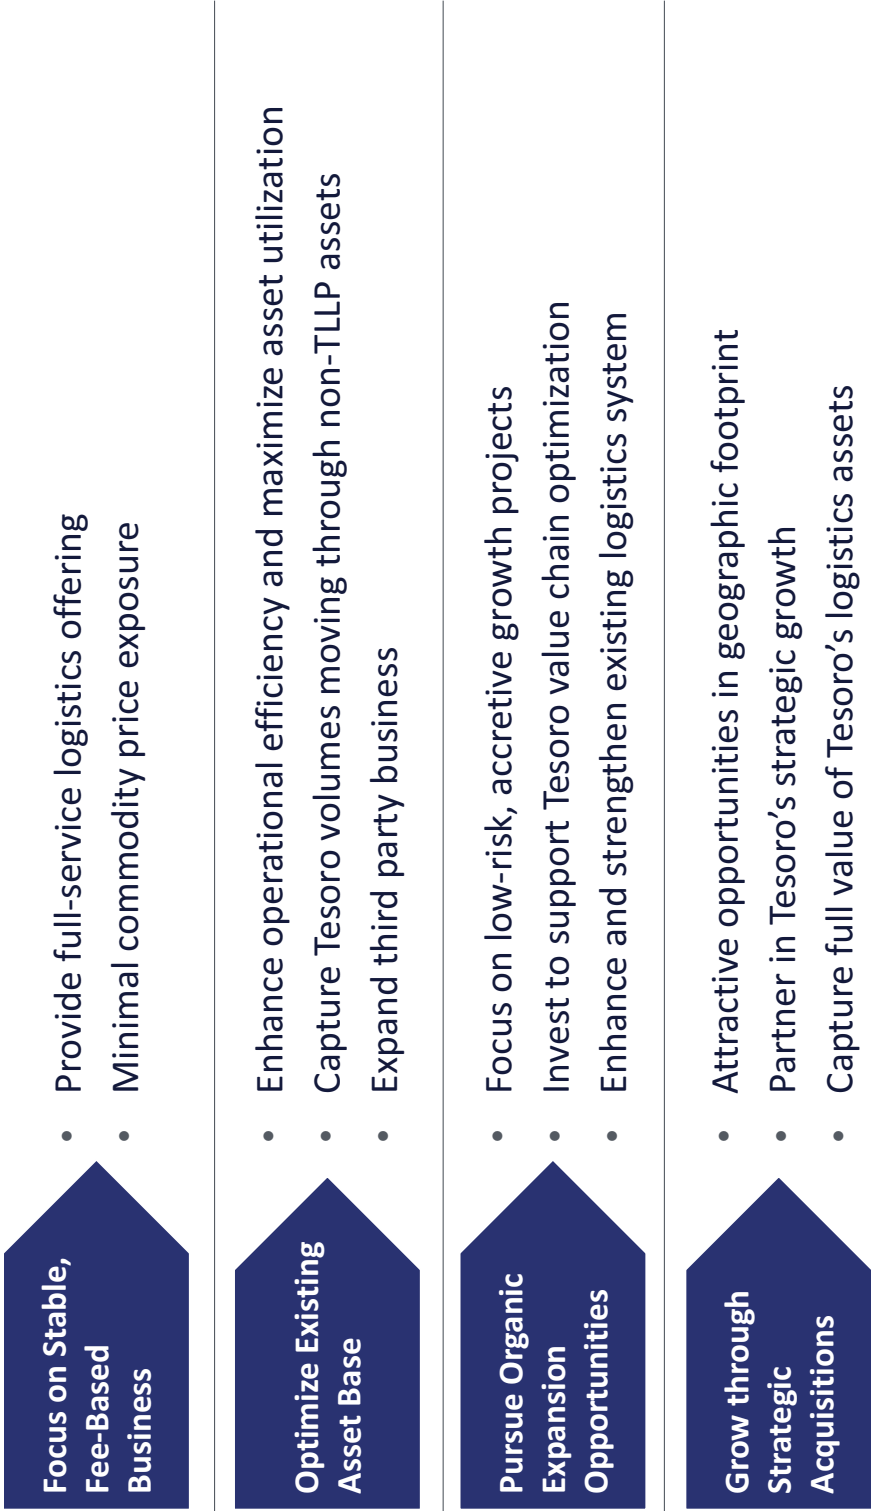 Focus on Stable,
Fee-Based
Business
• Provide full-service logistics offering
• Minimal commodity price exposure
Optimize Existing
Asset Base
• Enhance operational efficiency and maximize asset utilization
• Capture Tesoro volumes moving through non-TLLP assets
• Expand third party business
Pursue Organic
Expansion
Opportunities
• Focus on low-risk, accretive growth projects
• Invest to support Tesoro value chain optimization
• Enhance and strengthen existing logistics system
Grow through
Strategic
Acquisitions
• Attractive opportunities in geographic footprint
• Partner in Tesoro’s strategic growth
• Capture full value of Tesoro’s logistics assets